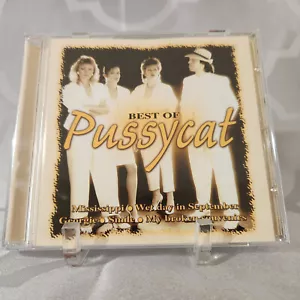 BEST OF
Pussycat
Mississippi Wet day in September
Georgie Smile My broken souvenirs